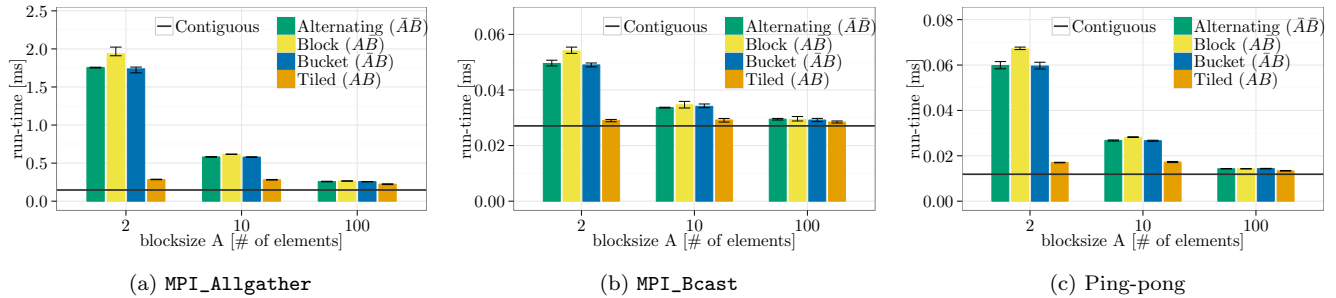 run-time [ms]
2.5
2.0
1.5
1.0
0.5
0.0
Contiguous
Alternating (ĀB̄)
Block (AB̄)
Bucket (ĀB)
Tiled (AB)
2 10 100
blocksize A [# of elements]
(a) MPI_Allgather
run-time [ms]
0.06
0.04
0.02
0.00
Contiguous
Alternating (ĀB̄)
Block (AB̄)
Bucket (ĀB)
Tiled (AB)
2 10 100
blocksize A [# of elements]
(b) MPI_Bcast
run-time [ms]
0.08
0.06
0.04
0.02
0.00
Contiguous
Alternating (ĀB̄)
Block (AB̄)
Bucket (ĀB)
Tiled (AB)
2 10 100
blocksize A [# of elements]
(c) Ping-pong